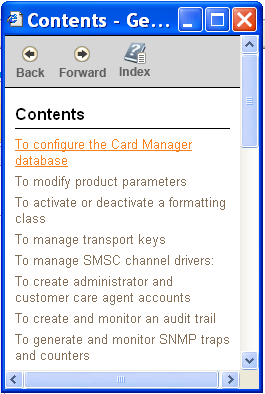 Contents - Ge...
Back
Forward
Index
Contents
To configure the Card Manager
database
To modify product parameters
To activate or deactivate a formatting
class
To manage transport keys
To manage SMSC channel drivers:
To create administrator and
customer care agent accounts
To create and monitor an audit trail
To generate and monitor SNMP traps
and counters